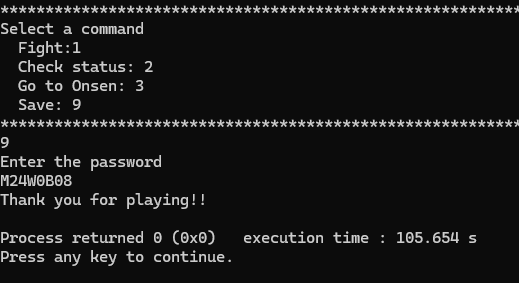 **********************************************************
Select a command
  Fight:1
  Check status: 2
  Go to Onsen: 3
  Save: 9
**********************************************************
9
Enter the password
M24W0B08
Thank you for playing!!

Process returned 0 (0x0)   execution time : 105.654 s
Press any key to continue.